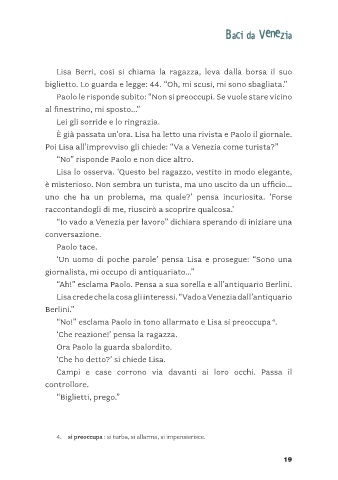 Baci da Venezia
Lisa Berri, così si chiama la ragazza, leva dalla borsa il suo
biglietto. Lo guarda e legge: 44. “Oh, mi scusi, mi sono sbagliata.”
Paolo le risponde subito: “Non si preoccupi. Se vuole stare vicino
al finestrino, mi sposto…”
Lei gli sorride e lo ringrazia.
È già passata un’ora. Lisa ha letto una rivista e Paolo il giornale.
Poi Lisa all’improvviso gli chiede: “Va a Venezia come turista?”
“No” risponde Paolo e non dice altro.
Lisa lo osserva. ‘Questo bel ragazzo, vestito in modo elegante,
è misterioso. Non sembra un turista, ma uno uscito da un ufficio…
uno che ha un problema, ma quale?’ pensa incuriosita. ‘Forse
raccontandogli di me, riuscirò a scoprire qualcosa.’
“Io vado a Venezia per lavoro” dichiara sperando di iniziare una
conversazione.
Paolo tace.
‘Un uomo di poche parole’ pensa Lisa e prosegue: “Sono una
giornalista, mi occupo di antiquariato…”
“Ah!” esclama Paolo. Pensa a sua sorella e all’antiquario Berlini.
Lisa crede che la cosa gli interessi. “Vado a Venezia dall’antiquario
Berlini.”
“No!” esclama Paolo in tono allarmato e Lisa si preoccupa⁴.
‘Che reazione!’ pensa la ragazza.
Ora Paolo la guarda sbalordito.
‘Che ho detto?’ si chiede Lisa.
Campi e case corrono via davanti ai loro occhi. Passa il
controllore.
“Biglietti, prego.”
4. si preoccupa : si turba, si allarma, si impensierisce.
19